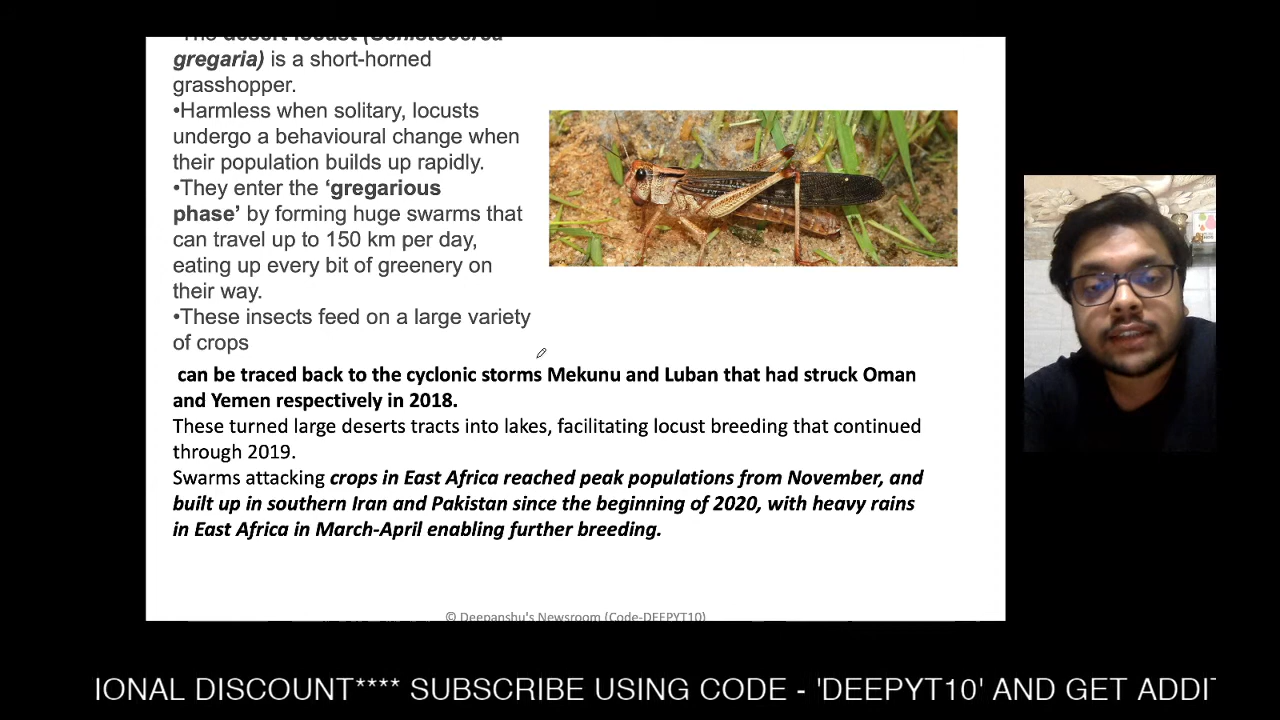 •The desert locust (Schistocerca
gregaria) is a short-horned
grasshopper.
•Harmless when solitary, locusts
undergo a behavioural change when
their population builds up rapidly.
•They enter the ‘gregarious
phase’ by forming huge swarms that
can travel up to 150 km per day,
eating up every bit of greenery on
their way.
•These insects feed on a large variety
of crops
can be traced back to the cyclonic storms Mekunu and Luban that had struck Oman
and Yemen respectively in 2018.
These turned large deserts tracts into lakes, facilitating locust breeding that continued
through 2019.
Swarms attacking crops in East Africa reached peak populations from November, and
built up in southern Iran and Pakistan since the beginning of 2020, with heavy rains
in East Africa in March-April enabling further breeding.
© Deepanshu's Newsroom (Code-DEEPYT10)
IONAL DISCOUNT**** SUBSCRIBE USING CODE - 'DEEPYT10' AND GET ADDI